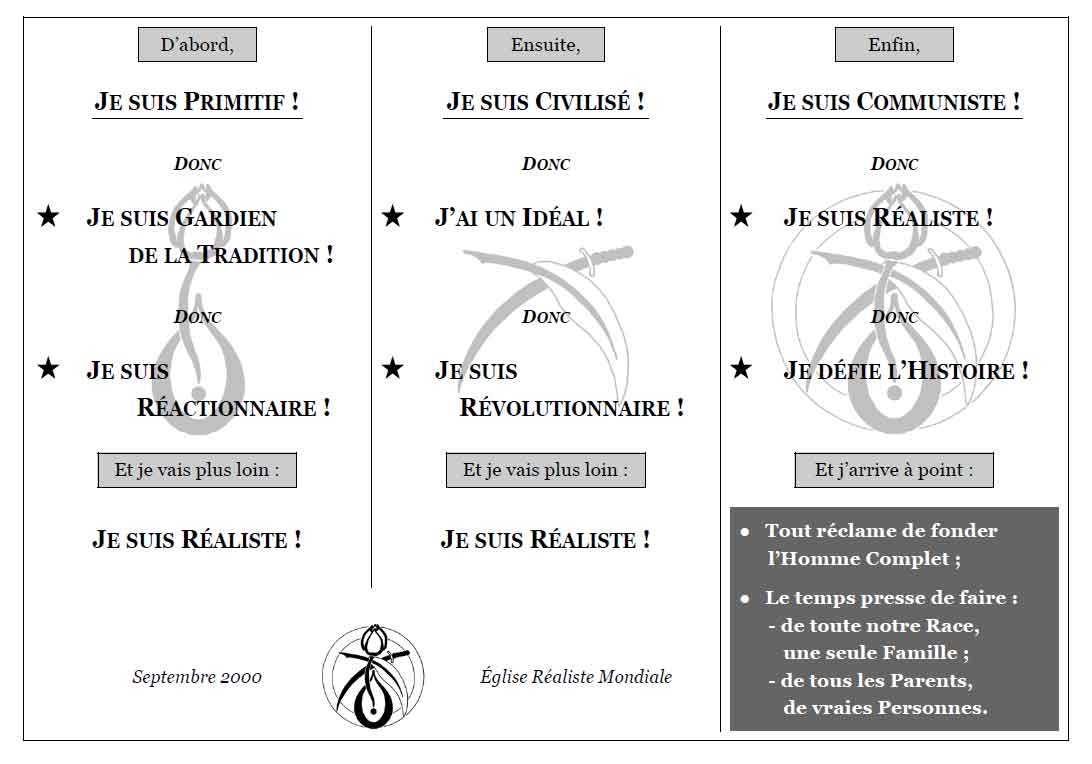 D’abord,
JE SUIS PRIMITIF !
DONC
★ JE SUIS GARDIEN
DE LA TRADITION !
DONC
★ JE SUIS
RÉACTIONNAIRE !
Et je vais plus loin :
JE SUIS RÉALISTE !
Ensuite,
JE SUIS CIVILISÉ !
DONC
★ J’AI UN IDÉAL !
DONC
★ JE SUIS
RÉVOLUTIONNAIRE !
Et je vais plus loin :
JE SUIS RÉALISTE !
Septembre 2000
Église Réaliste Mondiale
Enfin,
JE SUIS COMMUNISTE !
DONC
★ JE SUIS RÉALISTE !
DONC
★ JE DÉFIE L’HISTOIRE !
Et j’arrive à point :
● Tout réclame de fonder
l’Homme Complet ;
● Le temps presse de faire :
- de toute notre Race,
une seule Famille ;
- de tous les Parents,
de vraies Personnes.